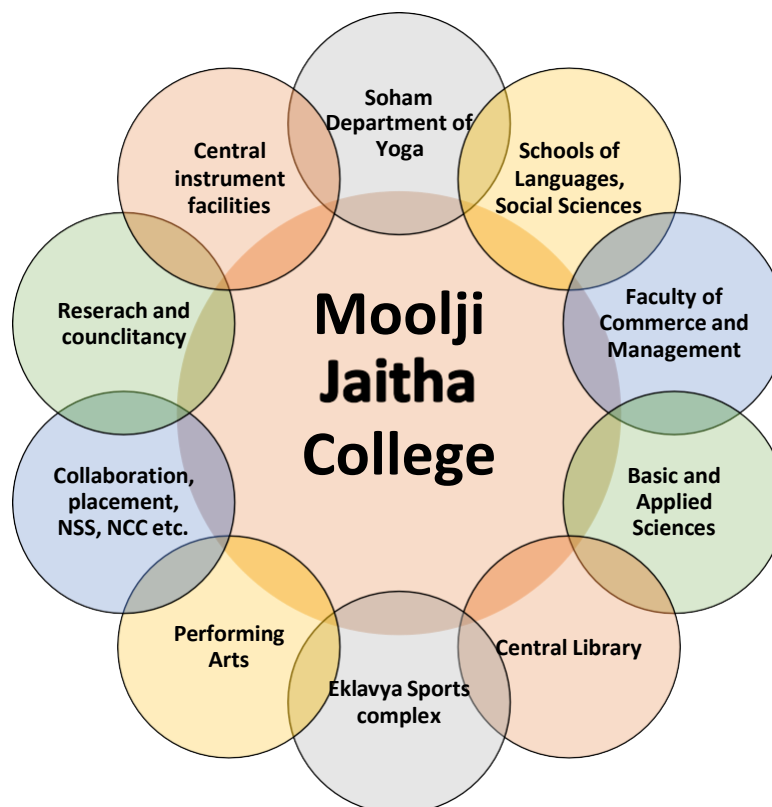 Soham
Department of
Yoga
Schools of
Languages,
Social Sciences
Faculty of
Commerce and
Management
Basic and
Applied
Sciences
Central Library
Eklavya Sports
complex
Performing
Arts
Collaboration,
placement,
NSS, NCC etc.
Reserach and
counclitancy
Central
instrument
facilities
Moolji
Jaitha
College